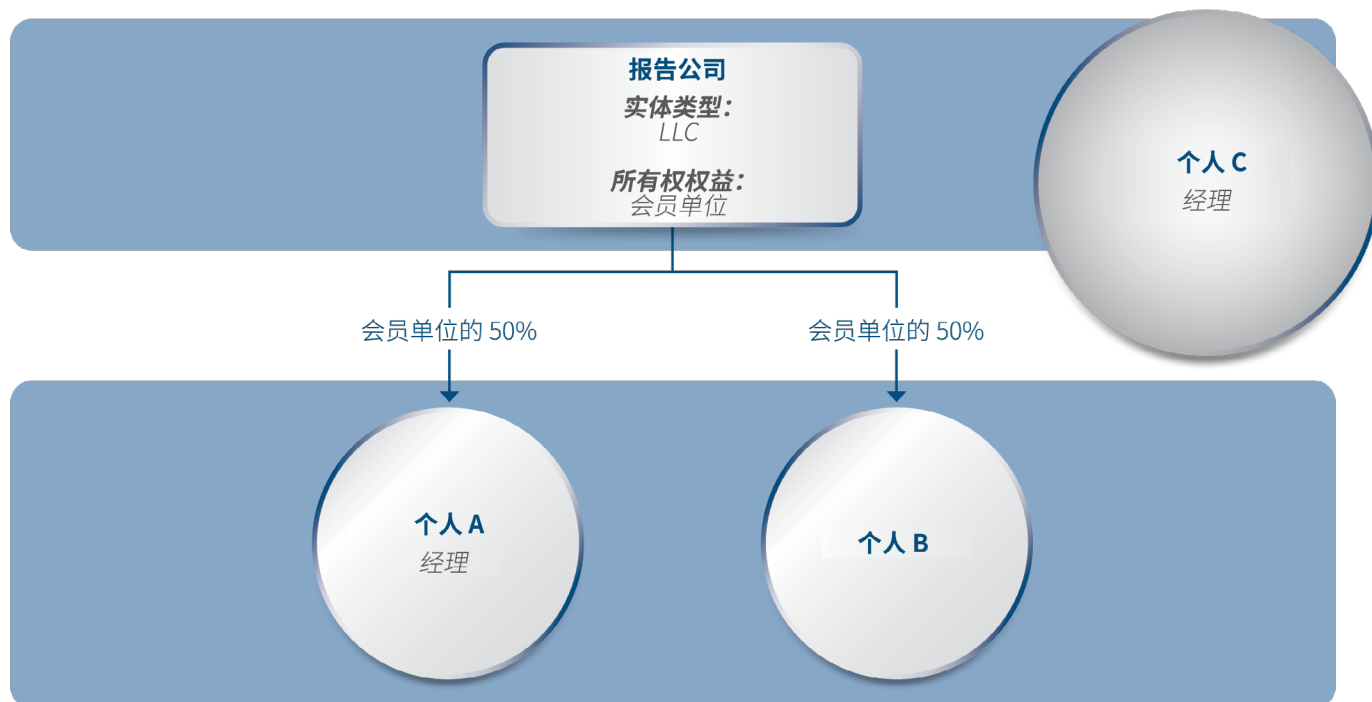 报告公司
实体类型：
LLC
所有权权益：
会员单位
个人 C
经理
会员单位的 50%
会员单位的 50%
个人 A
经理
个人 B